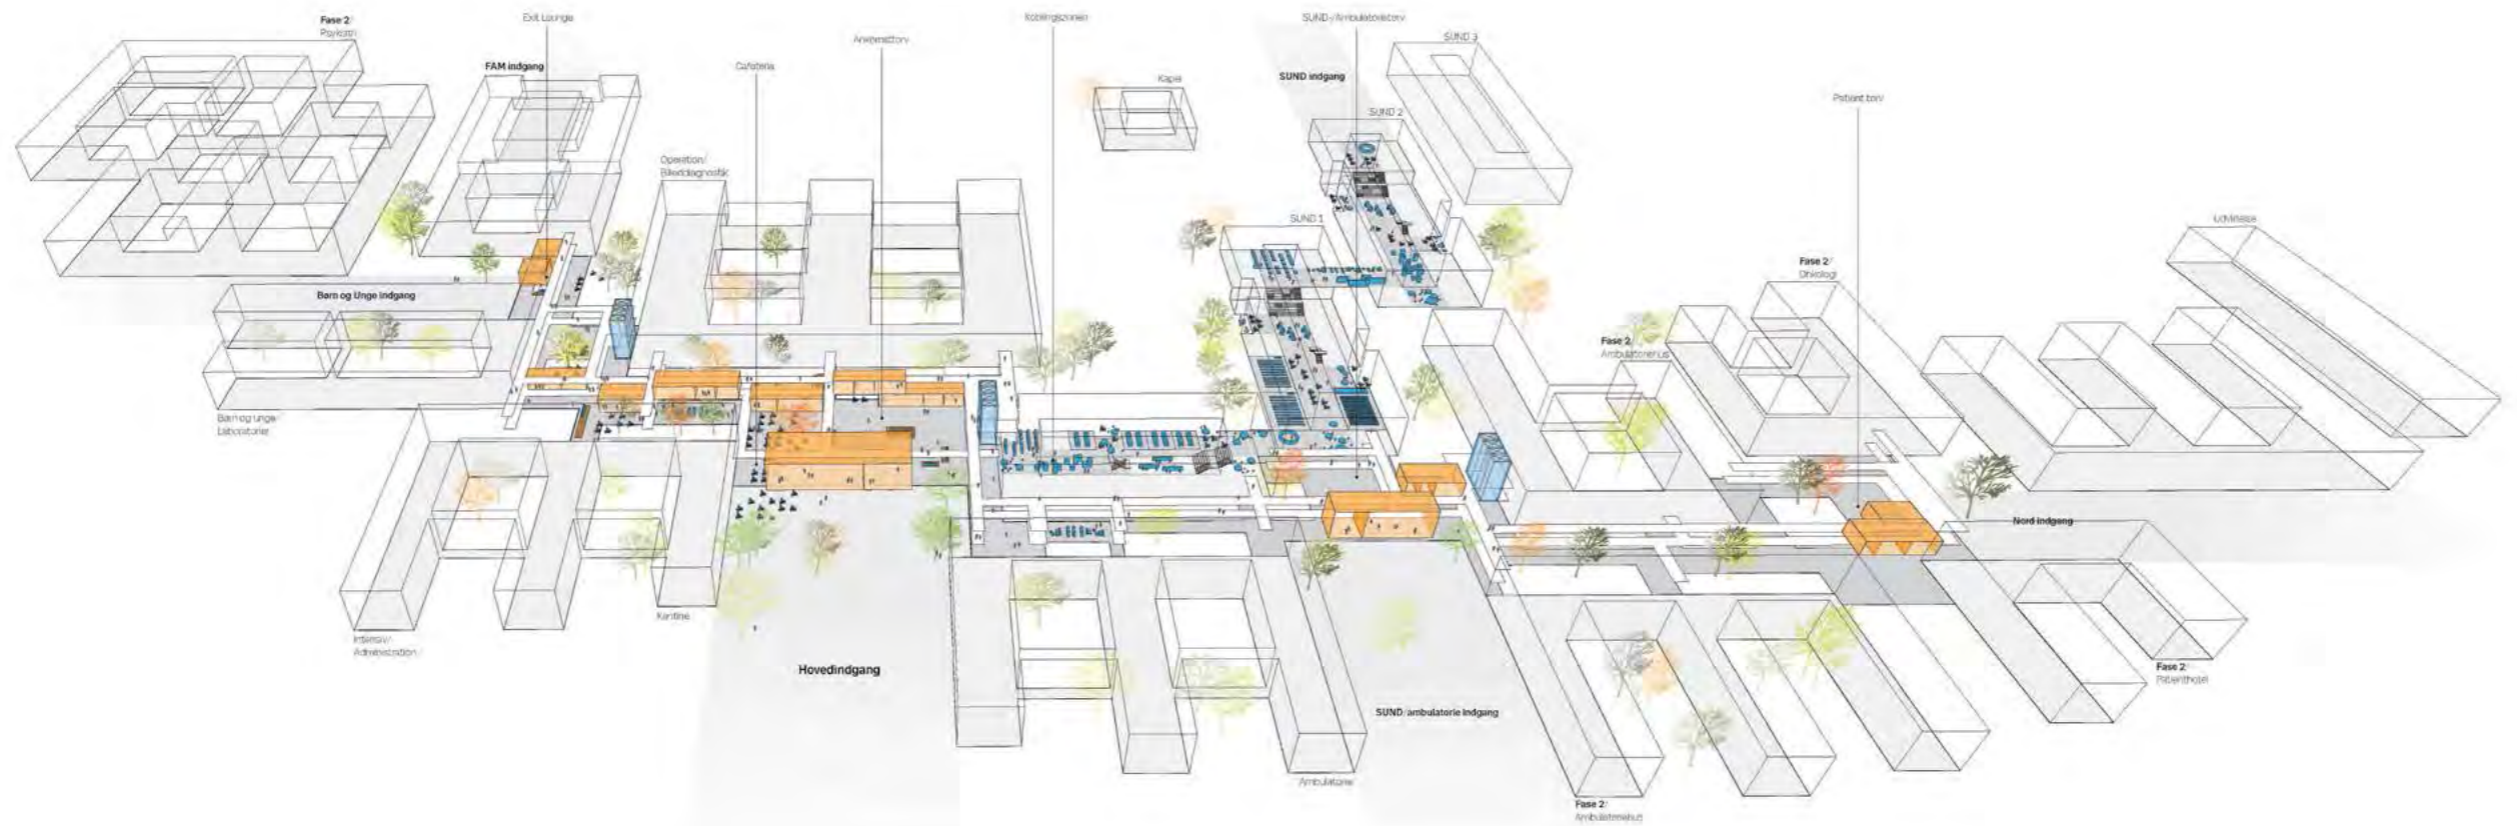 Fase 2/
Psykiatri
Exit Lounge
FAM indgang
Cafeteria
Ankomsttorv
Koblingszonen
Kapel
SUND-/Ambulatorietorv
SUND indgang
SUND 3
SUND 2
SUND 1
Patient torv
Operation/
Billeddiagnostik
Børn og Unge indgang
Børn og unge/
Laboratorier
Fase 2/
Onkologi
Fase 2/
Udvidelse
Nord indgang
Intensiv/
Administration
Kantine
Hovedindgang
SUND/ambulatorie indgang
Ambulatorie
Fase 2/
Fase 2/
Patienthotel